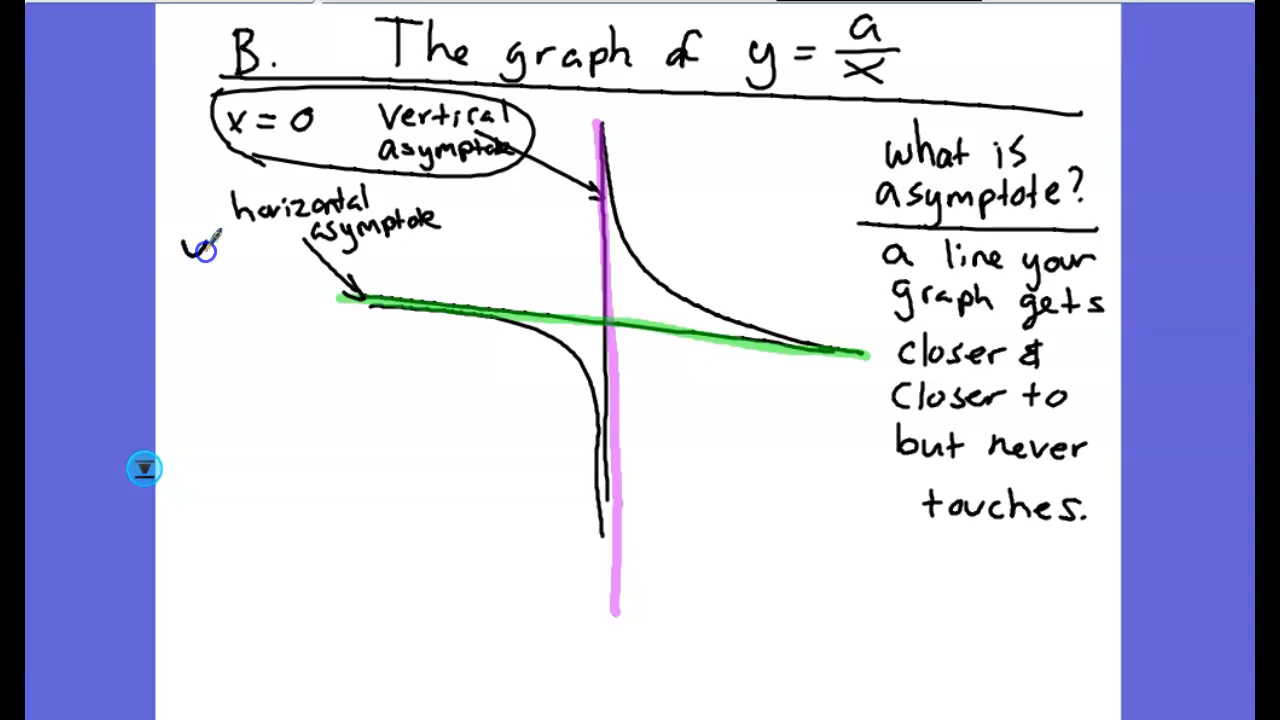 B. The graph of y = a/x
x = 0 vertical
asymptote
horizontal
asymptote
what is
asymptote?
a line your
graph gets
closer &
closer to
but never
touches.